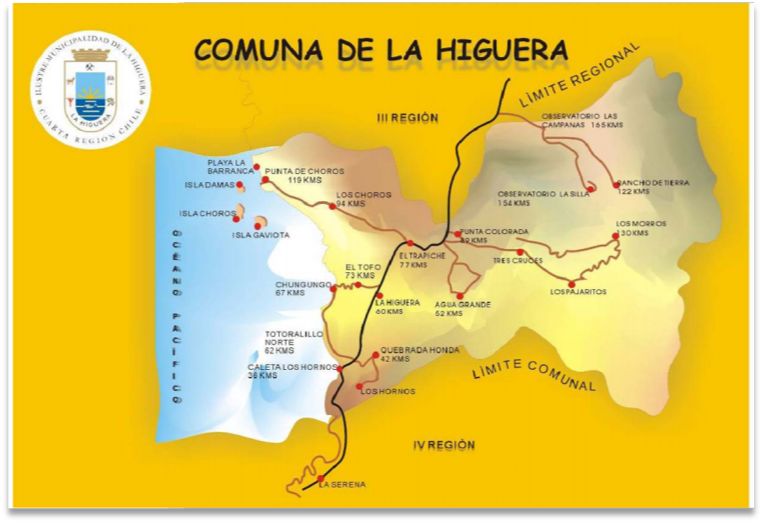 COMUNA DE LA HIGUERA
ILUSTRE MUNICIPALIDAD DE LA HIGUERA
LA HIGUERA
CUARTA REGION CHILE
LÌMITE REGIONAL
III REGIÓN
OBSERVATORIO LAS
CAMPANAS 165 KMS
PLAYA LA
BARRANCA
PUNTA DE CHOROS
119 KMS
ISLA DAMAS
RANCHO DE TIERRA
122 KMS
LOS CHOROS
94 KMS
OBSERVATORIO LA SILLA
154 KMS
ISLA CHOROS
ISLA GAVIOTA
LOS MORROS
130 KMS
PUNTA COLORADA
89 KMS
EL TRAPICHE
77 KMS
TRES CRUCES
EL TOFO
73 KMS
CHUNGUNGO
67 KMS
LOS PAJARITOS
LA HIGUERA
60 KMS
AGUA GRANDE
52 KMS
OCÉANO PACÍFICO
TOTORALILLO
NORTE
62 KMS
QUEBRADA HONDA
42 KMS
CALETA LOS HORNOS
36 KMS
LÍMITE COMUNAL
LOS HORNOS
IV REGIÓN
LA SERENA